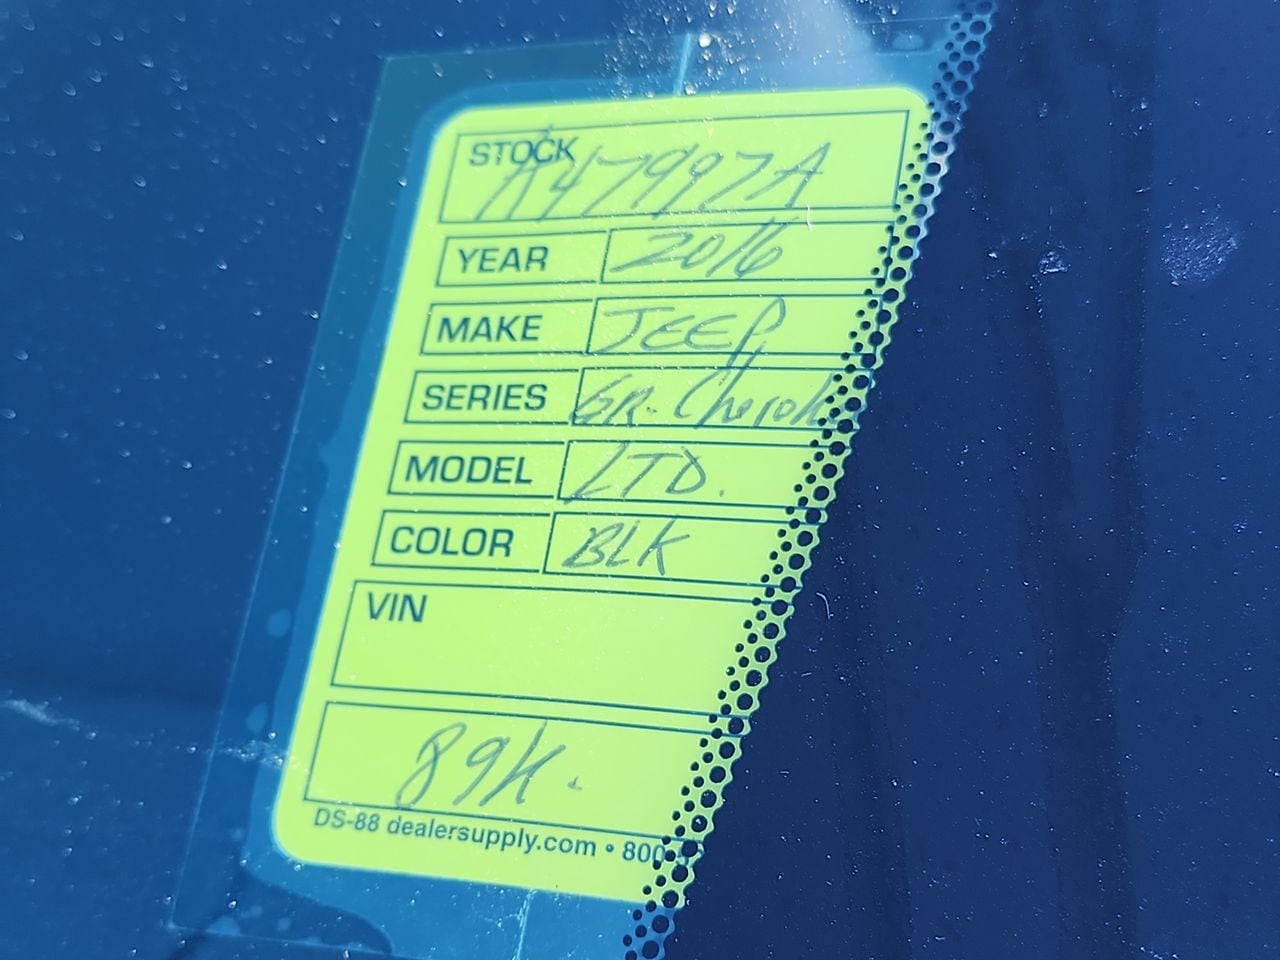 STOCK A47997A
YEAR 2016
MAKE JEEP
SERIES GR. Cherok
MODEL LTD.
COLOR BLK
VIN
89K.
DS-88 dealersupply.com • 800